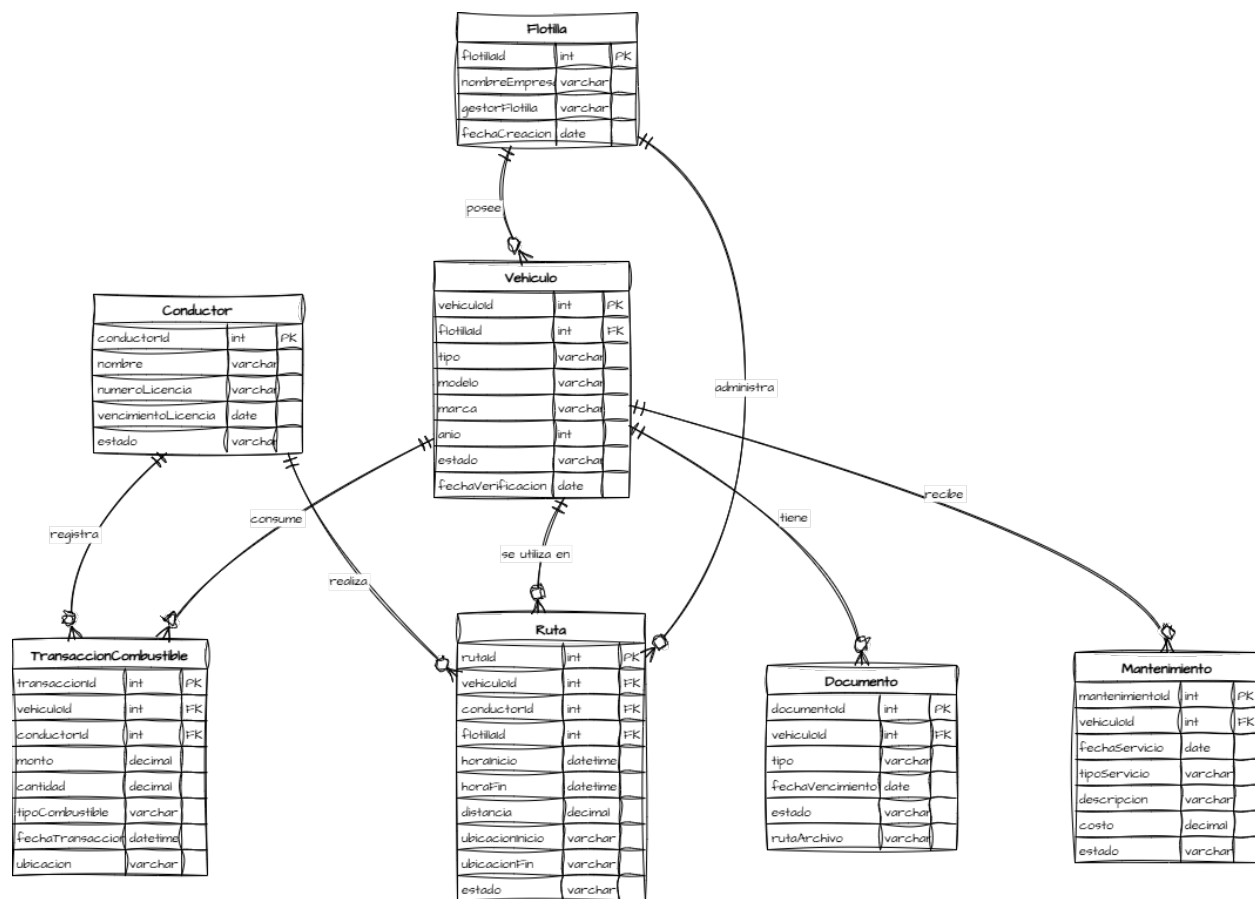 Flotilla
flotillaId int PK
nombreEmpresa varchar
gestorFlotilla varchar
fechaCreacion date
posee
administra
Vehiculo
vehiculoId int PK
flotillaId int FK
tipo varchar
modelo varchar
marca varchar
anio int
estado varchar
fechaVerificacion date
Conductor
conductorId int PK
nombre varchar
numeroLicencia varchar
vencimientoLicencia date
estado varchar
registra
consume
realiza
se utiliza en
tiene
recibe
TransaccionCombustible
transaccionId int PK
vehiculoId int FK
conductorId int FK
monto decimal
cantidad decimal
tipoCombustible varchar
fechaTransaccion datetime
ubicacion varchar
Ruta
rutaId int PK
vehiculoId int FK
conductorId int FK
flotillaId int FK
horaInicio datetime
horaFin datetime
distancia decimal
ubicacionInicio varchar
ubicacionFin varchar
estado varchar
Documento
documentoId int PK
vehiculoId int FK
tipo varchar
fechaVencimiento date
estado varchar
rutaArchivo varchar
Mantenimiento
mantenimientoId int PK
vehiculoId int FK
fechaServicio date
tipoServicio varchar
descripcion varchar
costo decimal
estado varchar